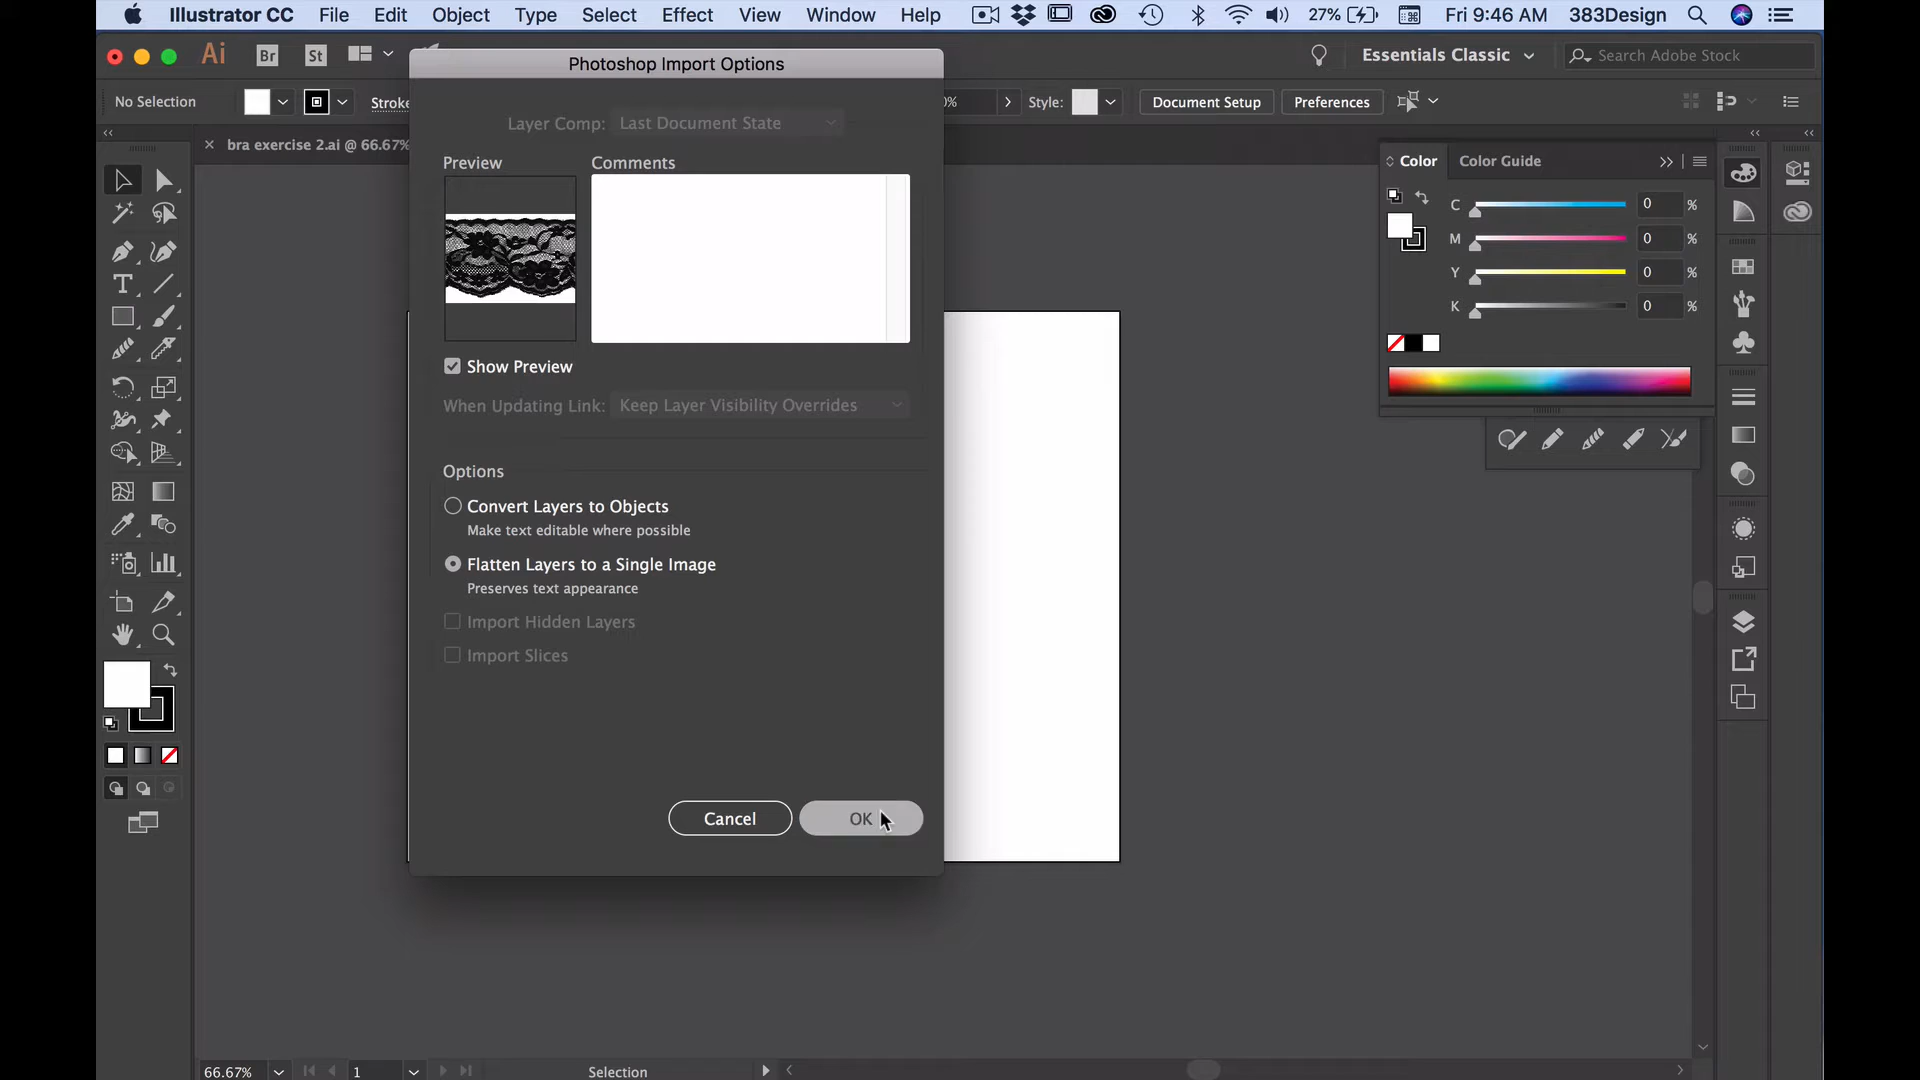 Illustrator CC File Edit Object Type Select Effect View Window Help 27% Fri 9:46 AM 383Design
Ai Br St Essentials Classic Search Adobe Stock
Photoshop Import Options
No Selection Stroke 0% Style: Document Setup Preferences
Layer Comp: Last Document State
bra exercise 2.ai @ 66.67%
Preview Comments
Color Color Guide
C 0 %
M 0 %
Y 0 %
K 0 %
Show Preview
When Updating Link: Keep Layer Visibility Overrides
Options
Convert Layers to Objects
Make text editable where possible
Flatten Layers to a Single Image
Preserves text appearance
Import Hidden Layers
Import Slices
Cancel OK
66.67% 1 Selection